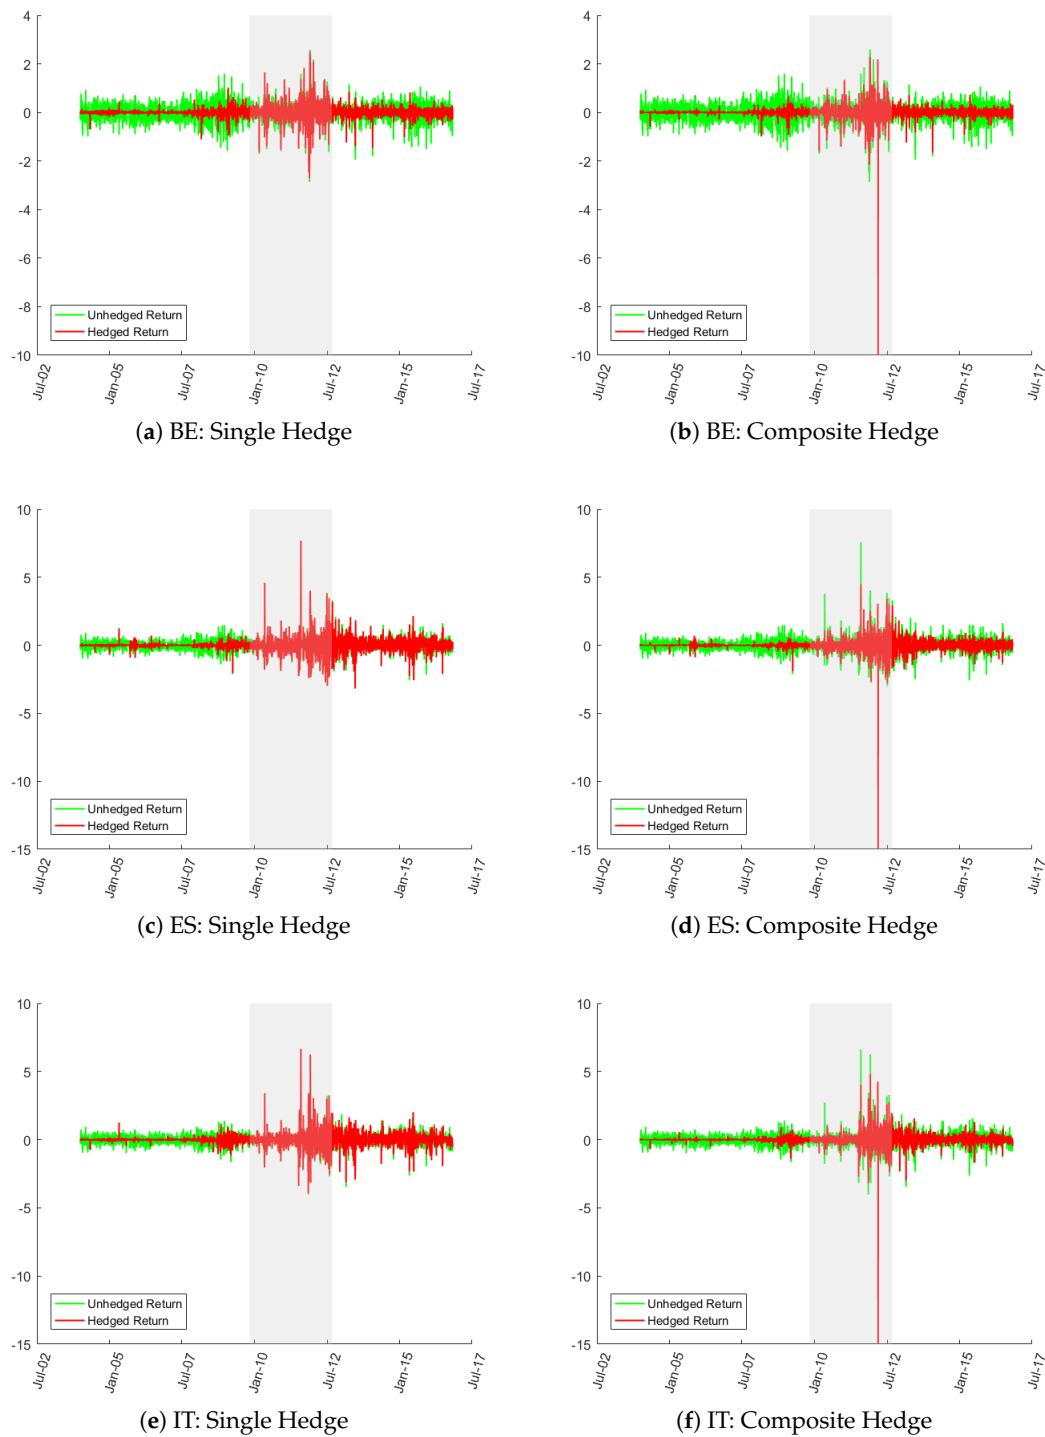 4
2
0
-2
-4
-6
-8
-10
Unhedged Return
Hedged Return
Jul-02
Jan-05
Jul-07
Jan-10
Jul-12
Jan-15
Jul-17
(a) BE: Single Hedge
4
2
0
-2
-4
-6
-8
-10
Unhedged Return
Hedged Return
Jul-02
Jan-05
Jul-07
Jan-10
Jul-12
Jan-15
Jul-17
(b) BE: Composite Hedge
10
5
0
-5
-10
-15
Unhedged Return
Hedged Return
Jul-02
Jan-05
Jul-07
Jan-10
Jul-12
Jan-15
Jul-17
(c) ES: Single Hedge
10
5
0
-5
-10
-15
Unhedged Return
Hedged Return
Jul-02
Jan-05
Jul-07
Jan-10
Jul-12
Jan-15
Jul-17
(d) ES: Composite Hedge
10
5
0
-5
-10
-15
Unhedged Return
Hedged Return
Jul-02
Jan-05
Jul-07
Jan-10
Jul-12
Jan-15
Jul-17
(e) IT: Single Hedge
10
5
0
-5
-10
-15
Unhedged Return
Hedged Return
Jul-02
Jan-05
Jul-07
Jan-10
Jul-12
Jan-15
Jul-17
(f) IT: Composite Hedge